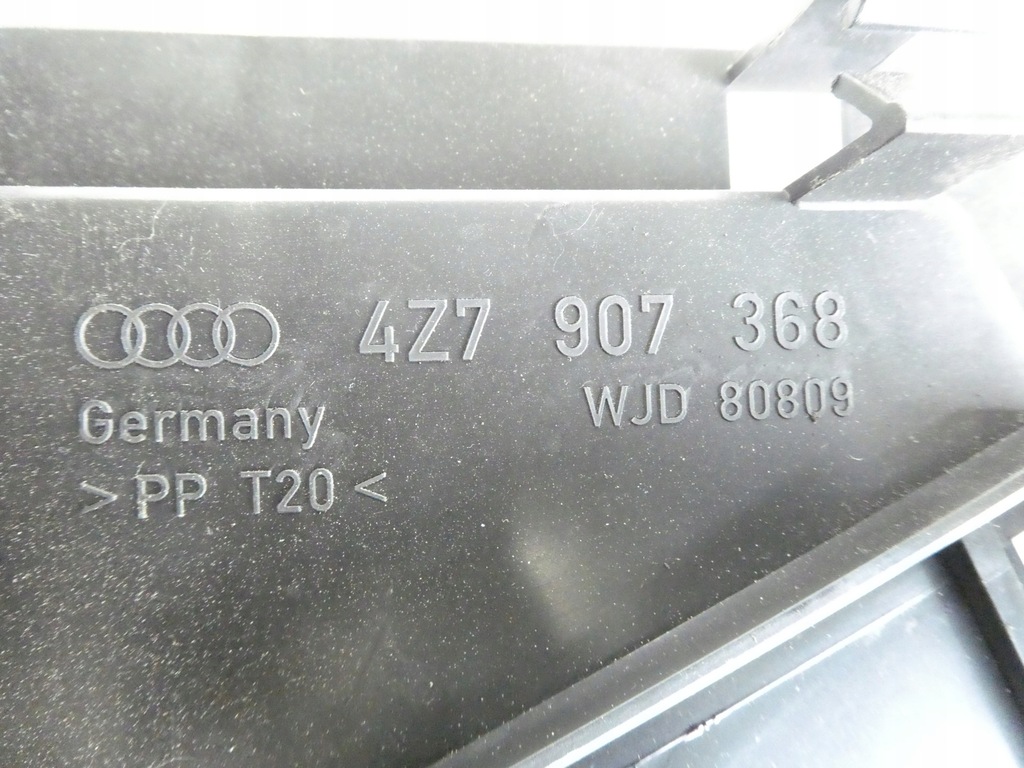 4Z7 907 368
WJD 80809
Germany
> PP T20 <